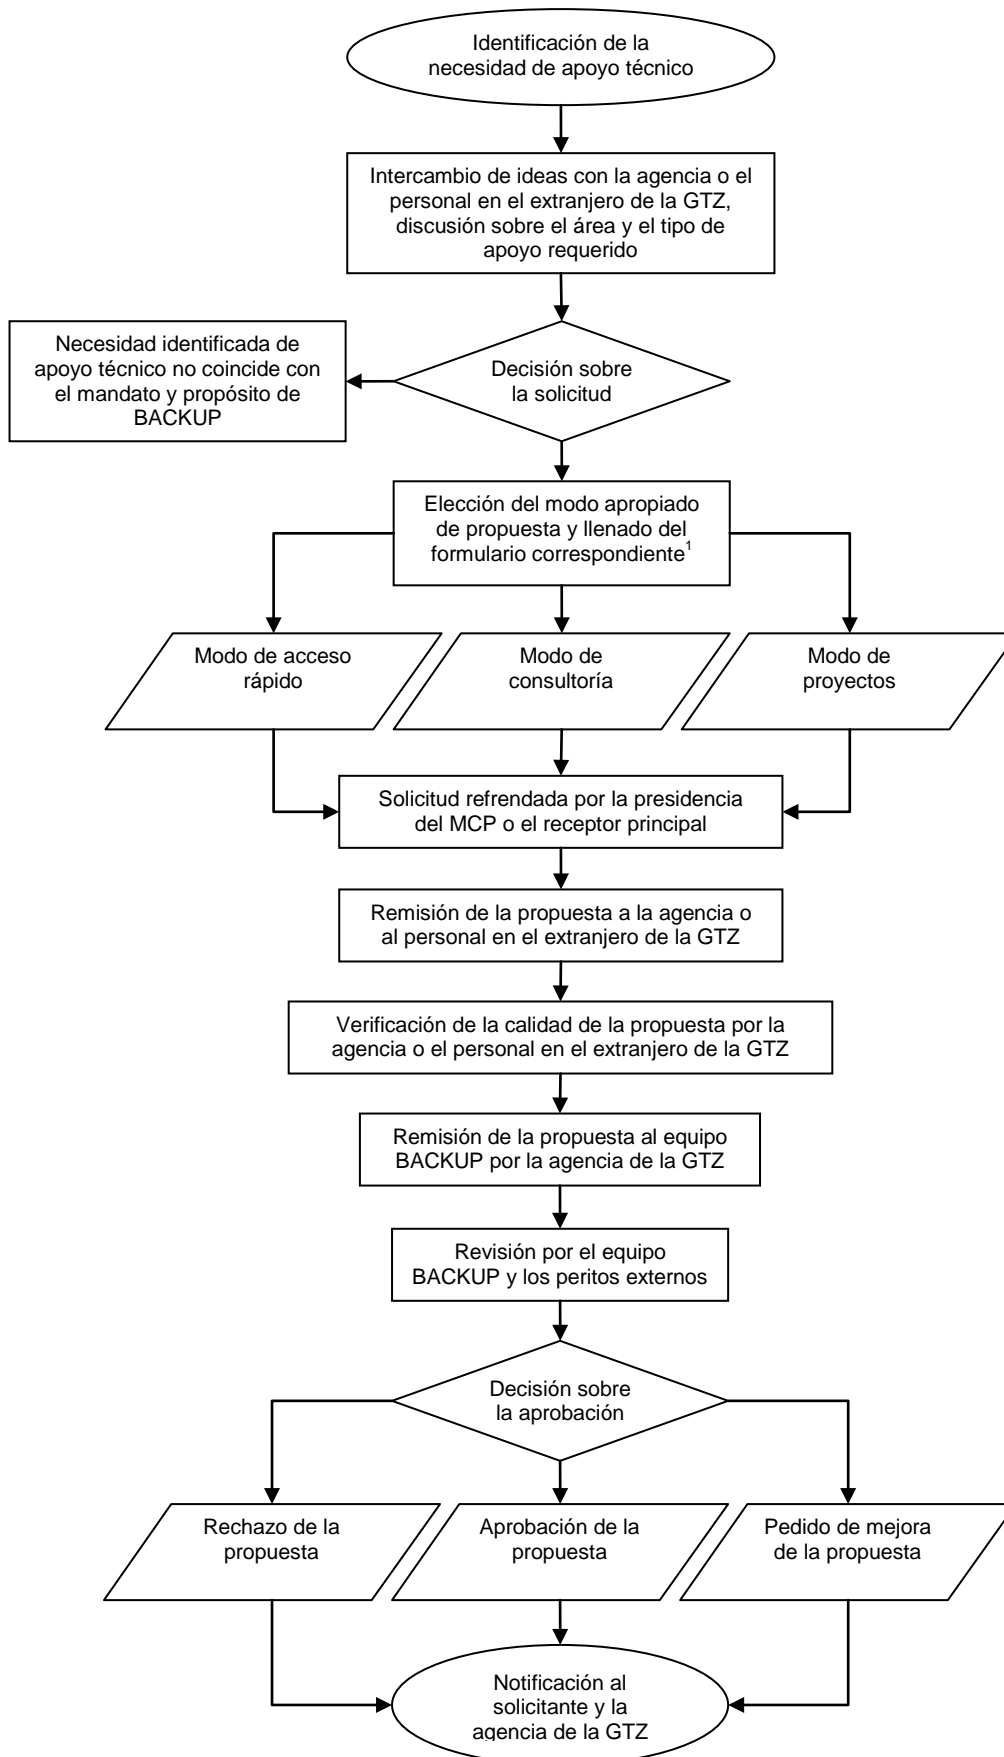 Identificación de la
necesidad de apoyo técnico
Intercambio de ideas con la agencia o el
personal en el extranjero de la GTZ,
discusión sobre el área y el tipo de
apoyo requerido
Necesidad identificada de
apoyo técnico no coincide con
el mandato y propósito de
BACKUP
Decisión sobre
la solicitud
Elección del modo apropiado
de propuesta y llenado del
formulario correspondiente¹
Modo de acceso
rápido
Modo de
consultoría
Modo de
proyectos
Solicitud refrendada por la presidencia
del MCP o el receptor principal
Remisión de la propuesta a la agencia o
al personal en el extranjero de la GTZ
Verificación de la calidad de la propuesta por la
agencia o el personal en el extranjero de la GTZ
Remisión de la propuesta al equipo
BACKUP por la agencia de la GTZ
Revisión por el equipo
BACKUP y los peritos externos
Decisión sobre
la aprobación
Rechazo de la
propuesta
Aprobación de la
propuesta
Pedido de mejora
de la propuesta
Notificación al
solicitante y la
agencia de la GTZ